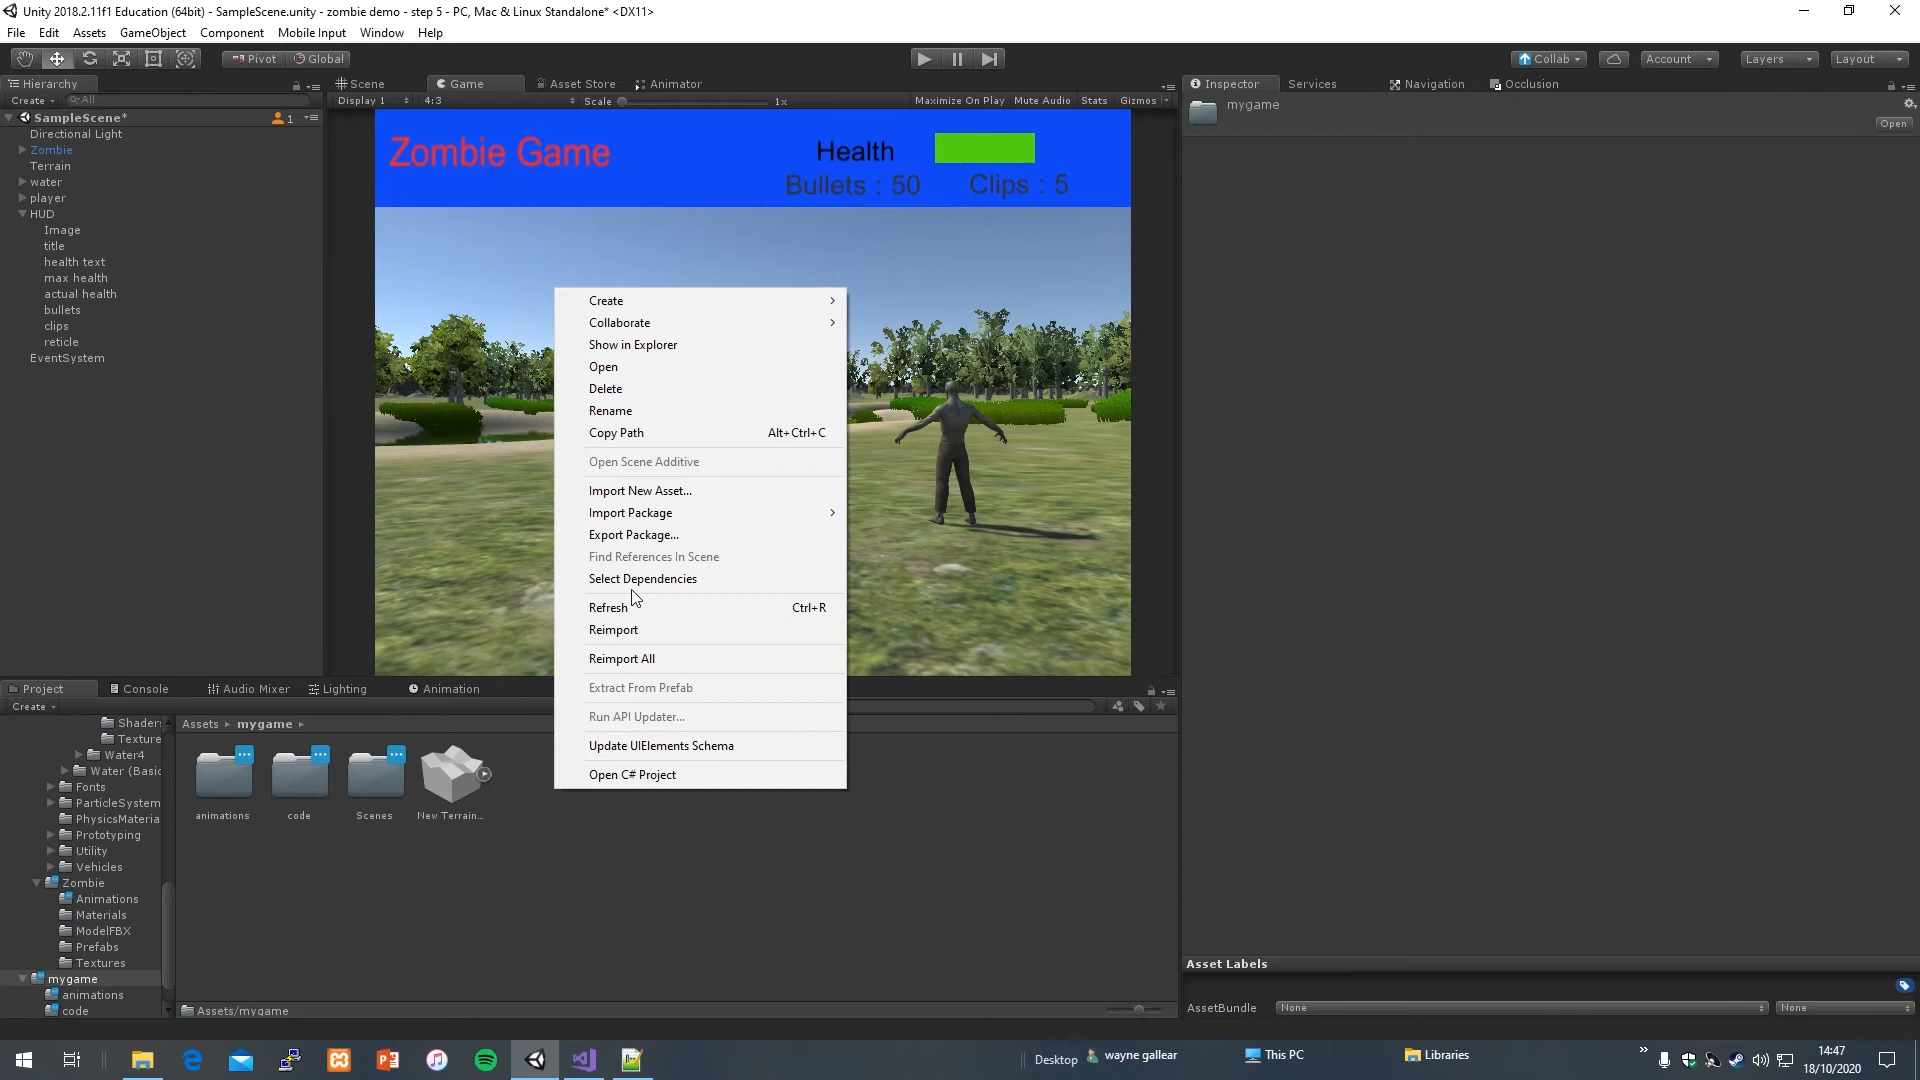 Unity 2018.2.11f1 Education (64bit) - SampleScene.unity - zombie demo - step 5 - PC, Mac & Linux Standalone* <DX11>
File Edit Assets GameObject Component Mobile Input Window Help
Pivot Global Collab Account Layers Layout
Hierarchy Scene Game Asset Store Animator Inspector Services Navigation Occlusion
Create All Display 1 4:3 Scale 1x Maximize On Play Mute Audio Stats Gizmos mygame
Open
SampleScene* 1
Directional Light
Zombie
Terrain
water
player
HUD
Image
title
health text
max health
actual health
bullets
clips
reticle
EventSystem
Zombie Game
Health
Bullets : 50 Clips : 5
Create
Collaborate
Show in Explorer
Open
Delete
Rename
Copy Path Alt+Ctrl+C
Open Scene Additive
Import New Asset...
Import Package
Export Package...
Find References In Scene
Select Dependencies
Refresh Ctrl+R
Reimport
Reimport All
Extract From Prefab
Run API Updater...
Update UIElements Schema
Open C# Project
Project Console Audio Mixer Lighting Animation
Create
Assets mygame
Shader
Texture
Water4
Water (Basic
Fonts
ParticleSystem
PhysicsMateria
Prototyping
Utility
Vehicles
Zombie
Animations
Materials
ModelFBX
Prefabs
Textures
mygame
animations
code
animations code Scenes New Terrain...
Assets/mygame
Asset Labels
AssetBundle None None
Desktop wayne gallear This PC Libraries
14:47
18/10/2020